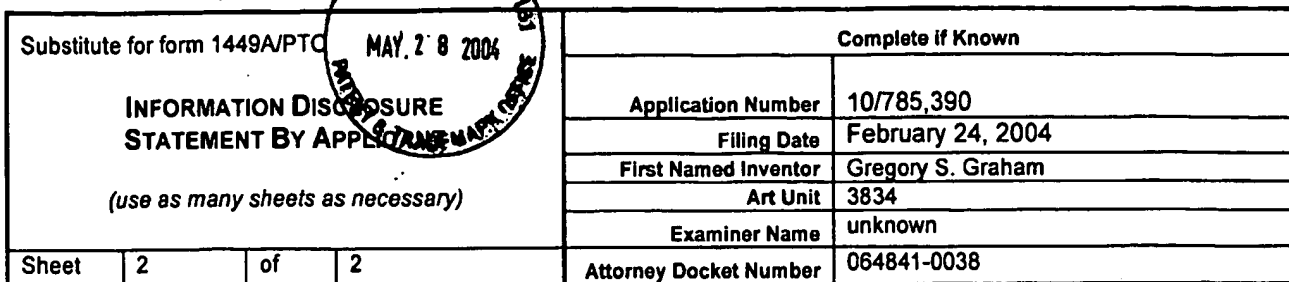 Substitute for form 1449A/PTO
MAY 28 2004
PATENT & TRADEMARK
INFORMATION DISCLOSURE
STATEMENT BY APPLICANT
(use as many sheets as necessary)
Sheet 2 of 2
Complete if Known
Application Number 10/785,390
Filing Date February 24, 2004
First Named Inventor Gregory S. Graham
Art Unit 3834
Examiner Name unknown
Attorney Docket Number 064841-0038